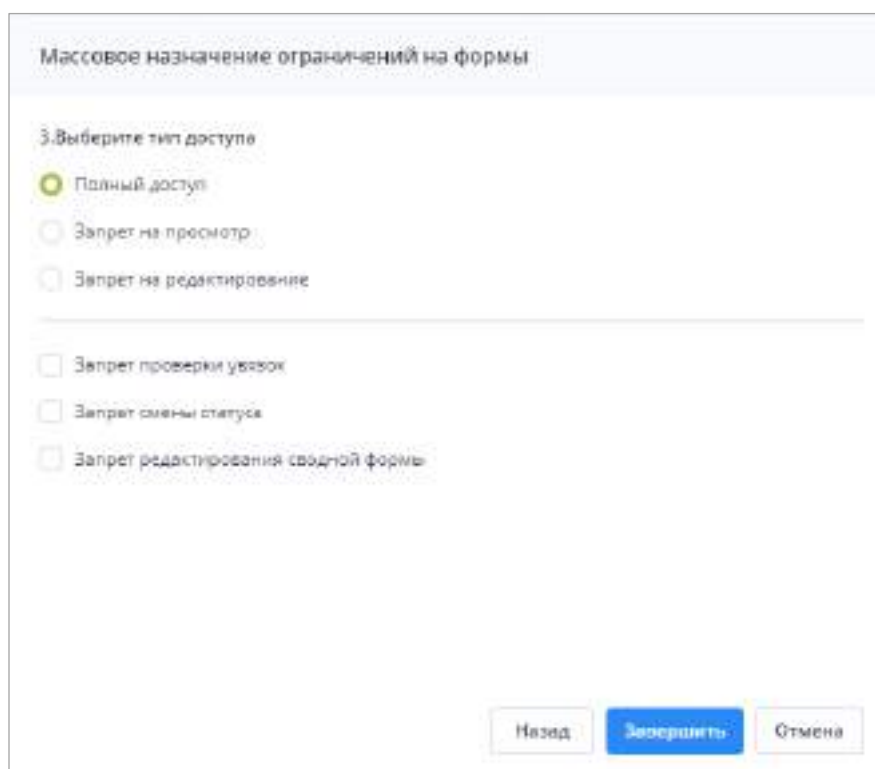 Массовое назначение ограничений на формы
3.Выберите тип доступа
Полный доступ
Запрет на просмотр
Запрет на редактирование
Запрет проверки увязок
Запрет смены статуса
Запрет редактирования сводной формы
Назад
Завершить
Отмена